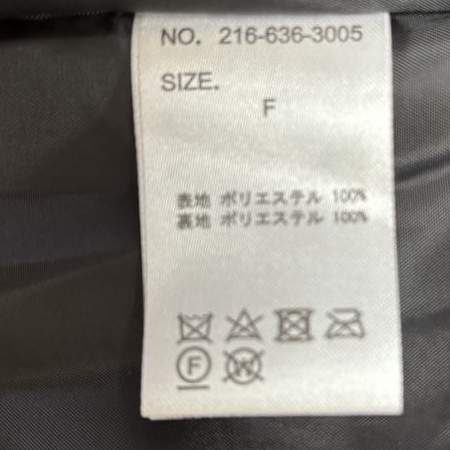 NO. 216-636-3005
SIZE.
F
表地 ポリエステル 100%
裏地 ポリエステル 100%
F W